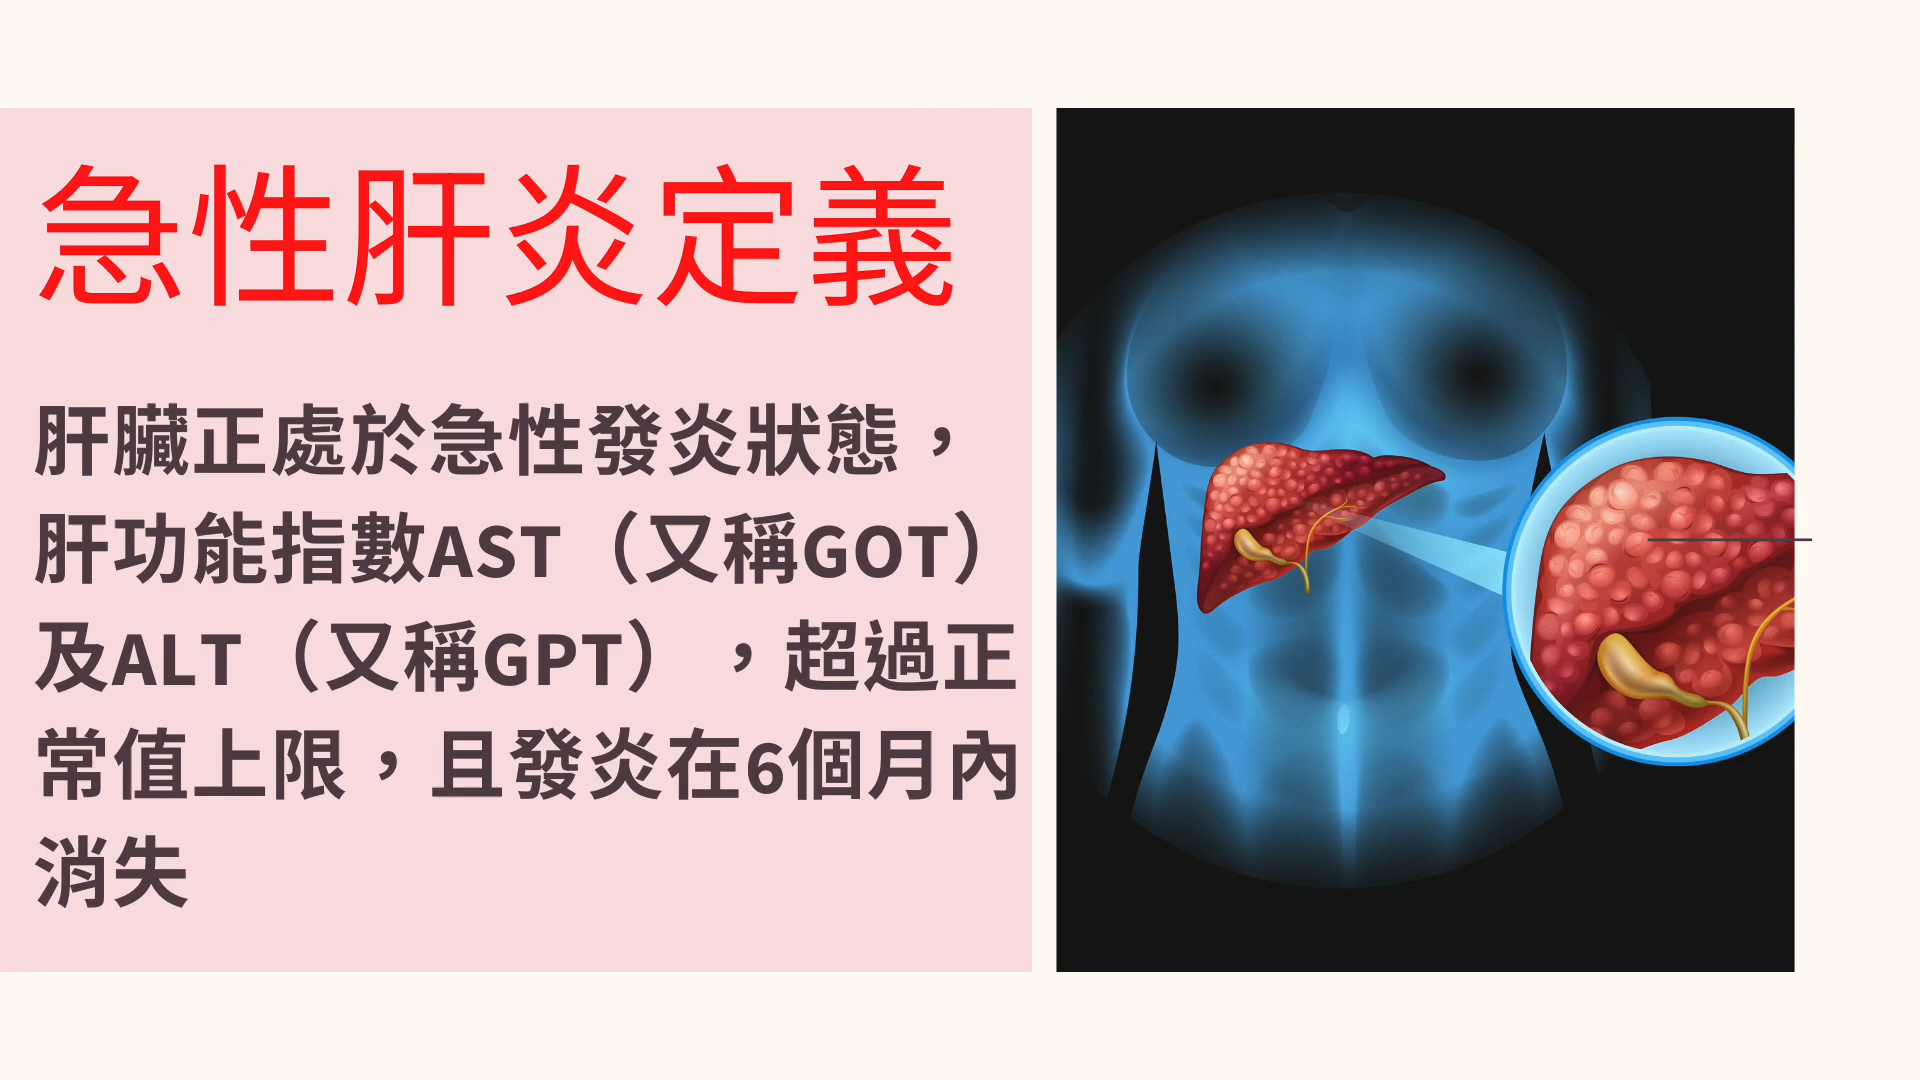 急性肝炎定義
肝臟正處於急性發炎狀態，
肝功能指數AST（又稱GOT）
及ALT（又稱GPT），超過正
常值上限，且發炎在6個月內
消失